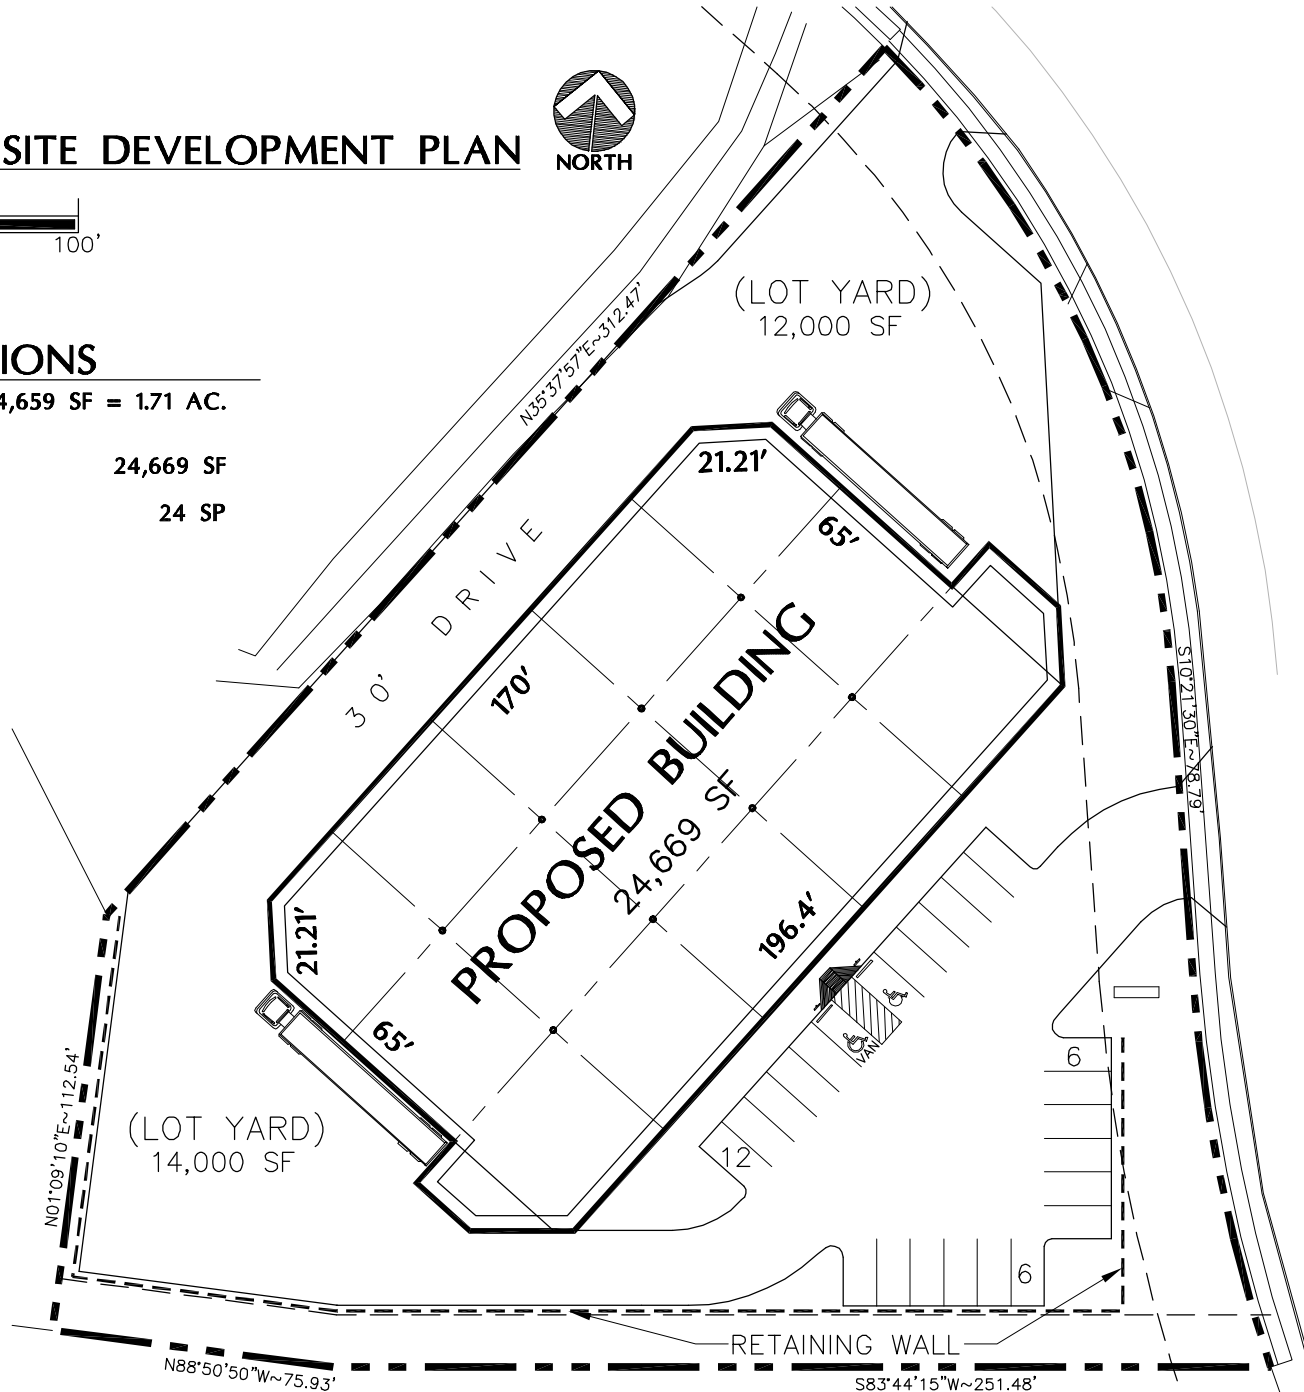 SITE DEVELOPMENT PLAN
NORTH
100'
IONS
4,659 SF = 1.71 AC.
24,669 SF
24 SP
(LOT YARD)
12,000 SF
N35°37'57"E~312.47'
21.21'
65'
30' DRIVE
170'
PROPOSED BUILDING
24,669 SF
S10°21'30"E~78.79'
196.4'
21.21'
65'
VAN
6
N01°09'10"E~112.54'
(LOT YARD)
14,000 SF
12
6
RETAINING WALL
N88°50'50"W~75.93'
S83°44'15"W~251.48'